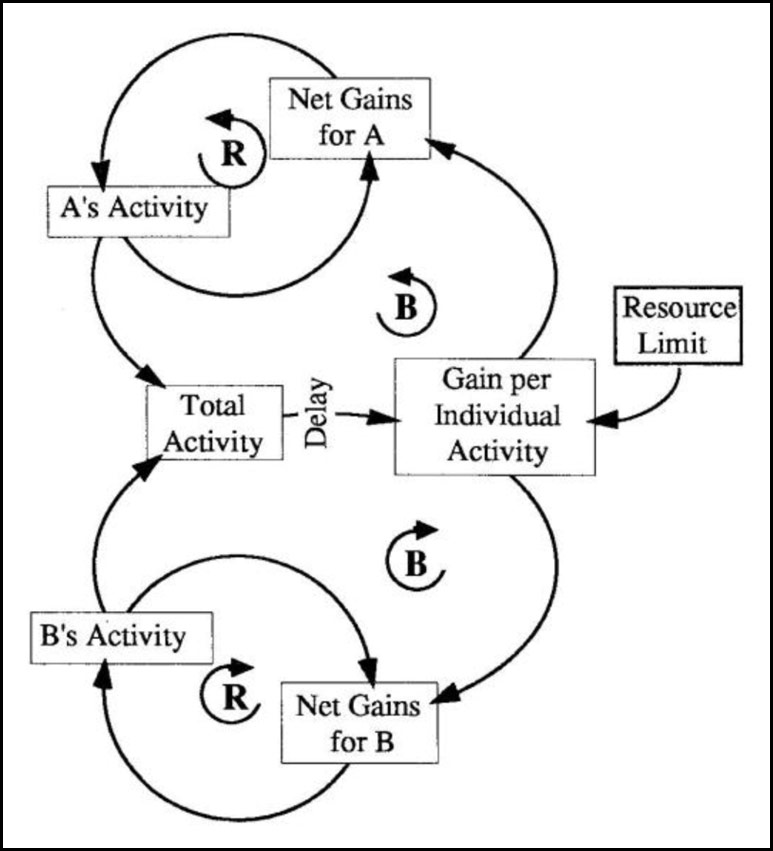 Net Gains
for A
R
A's Activity
B
Resource
Limit
Total
Activity
Delay
Gain per
Individual
Activity
B
B's Activity
R
Net Gains
for B